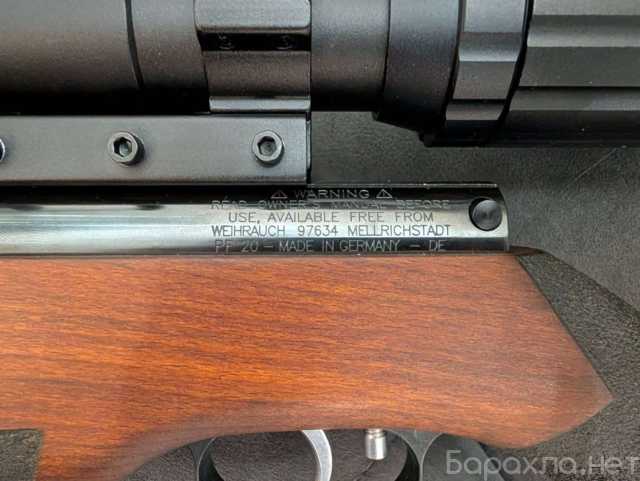 ⚠ WARNING ⚠
READ OWNER'S MANUAL BEFORE
USE, AVAILABLE FREE FROM
WEIHRAUCH 97634 MELLRICHSTADT
PF 20 - MADE IN GERMANY - DE
Барахла.нет